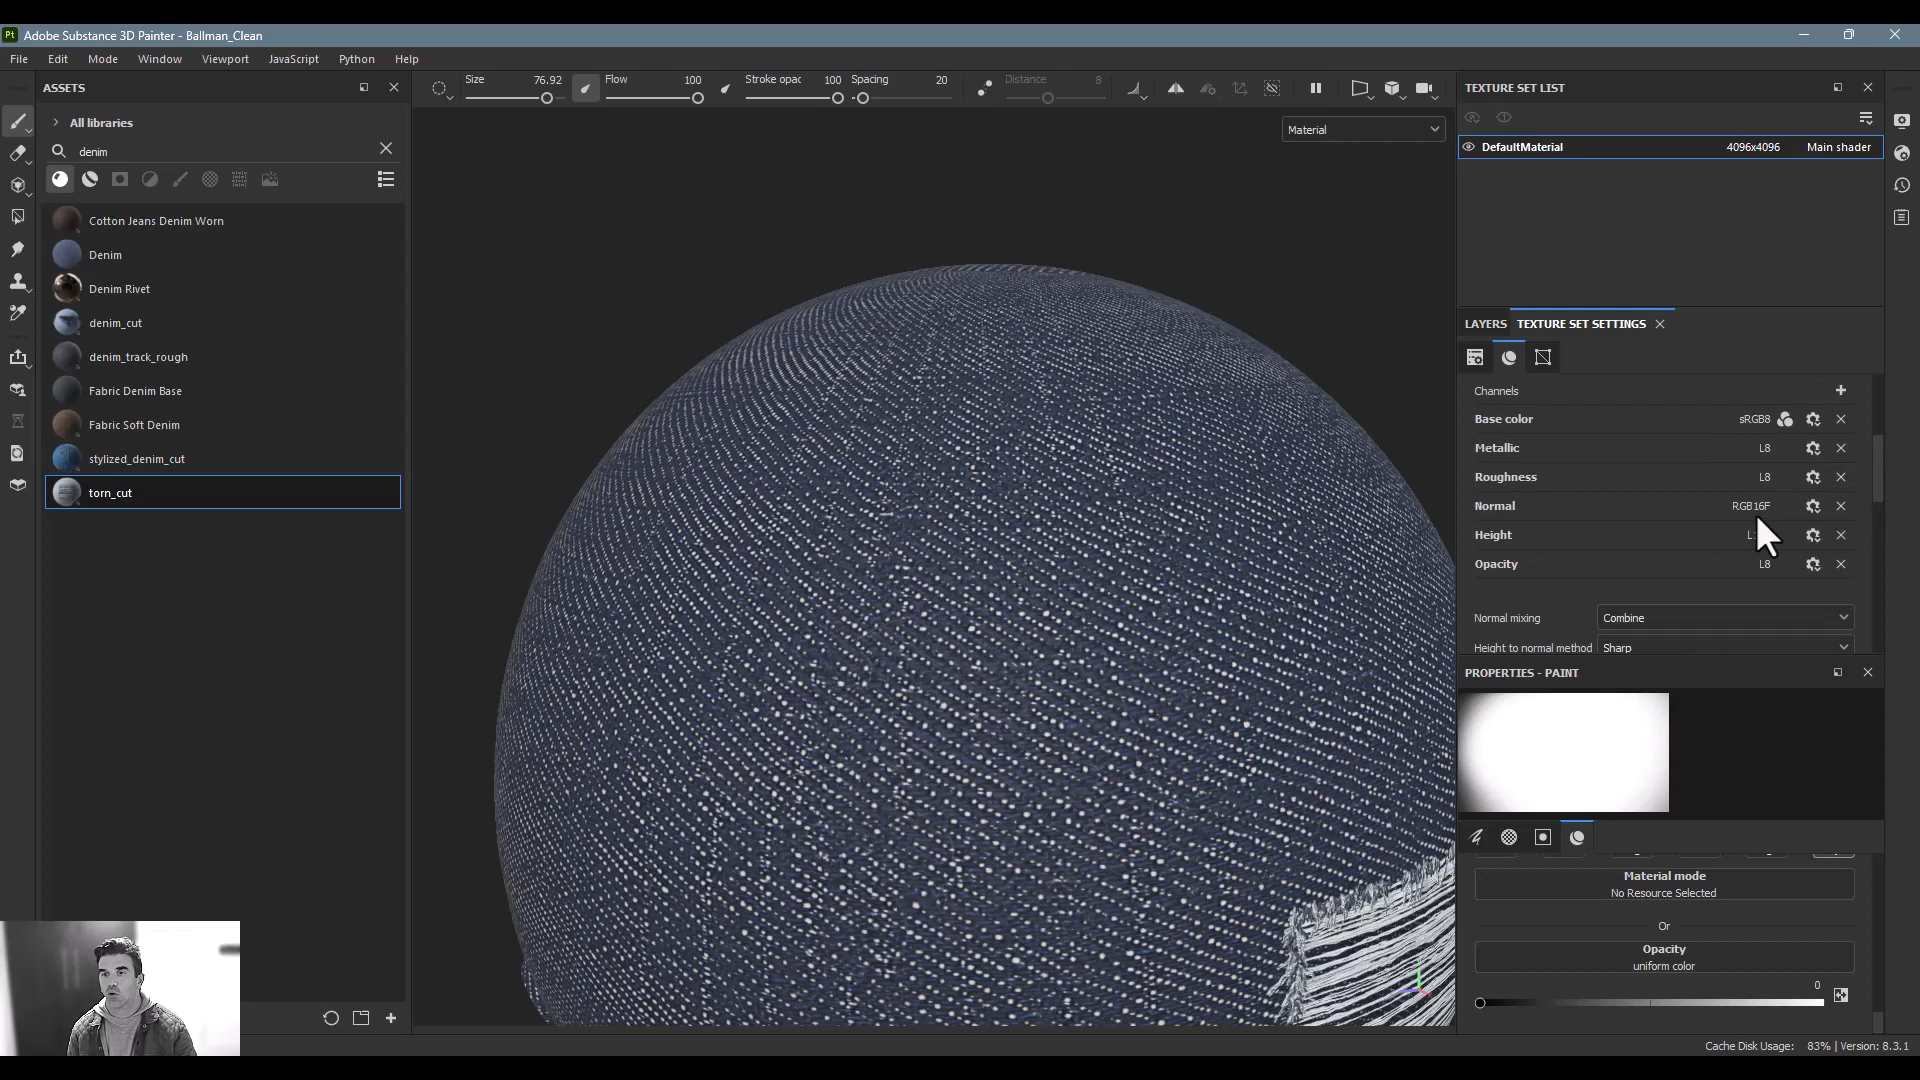 Pt Adobe Substance 3D Painter - Ballman_Clean
File Edit Mode Window Viewport JavaScript Python Help
ASSETS
All libraries
denim
Cotton Jeans Denim Worn
Denim
Denim Rivet
denim_cut
denim_track_rough
Fabric Denim Base
Fabric Soft Denim
stylized_denim_cut
torn_cut
Size 76.92 Flow 100 Stroke opac 100 Spacing 20 Distance 8
Material
TEXTURE SET LIST
DefaultMaterial 4096x4096 Main shader
LAYERS TEXTURE SET SETTINGS
Channels
Base color sRGB8
Metallic L8
Roughness L8
Normal RGB16F
Height
Opacity L8
Normal mixing Combine
Height to normal method Sharp
PROPERTIES - PAINT
Material mode
No Resource Selected
Or
Opacity
uniform color
0
Cache Disk Usage: 83% | Version: 8.3.1